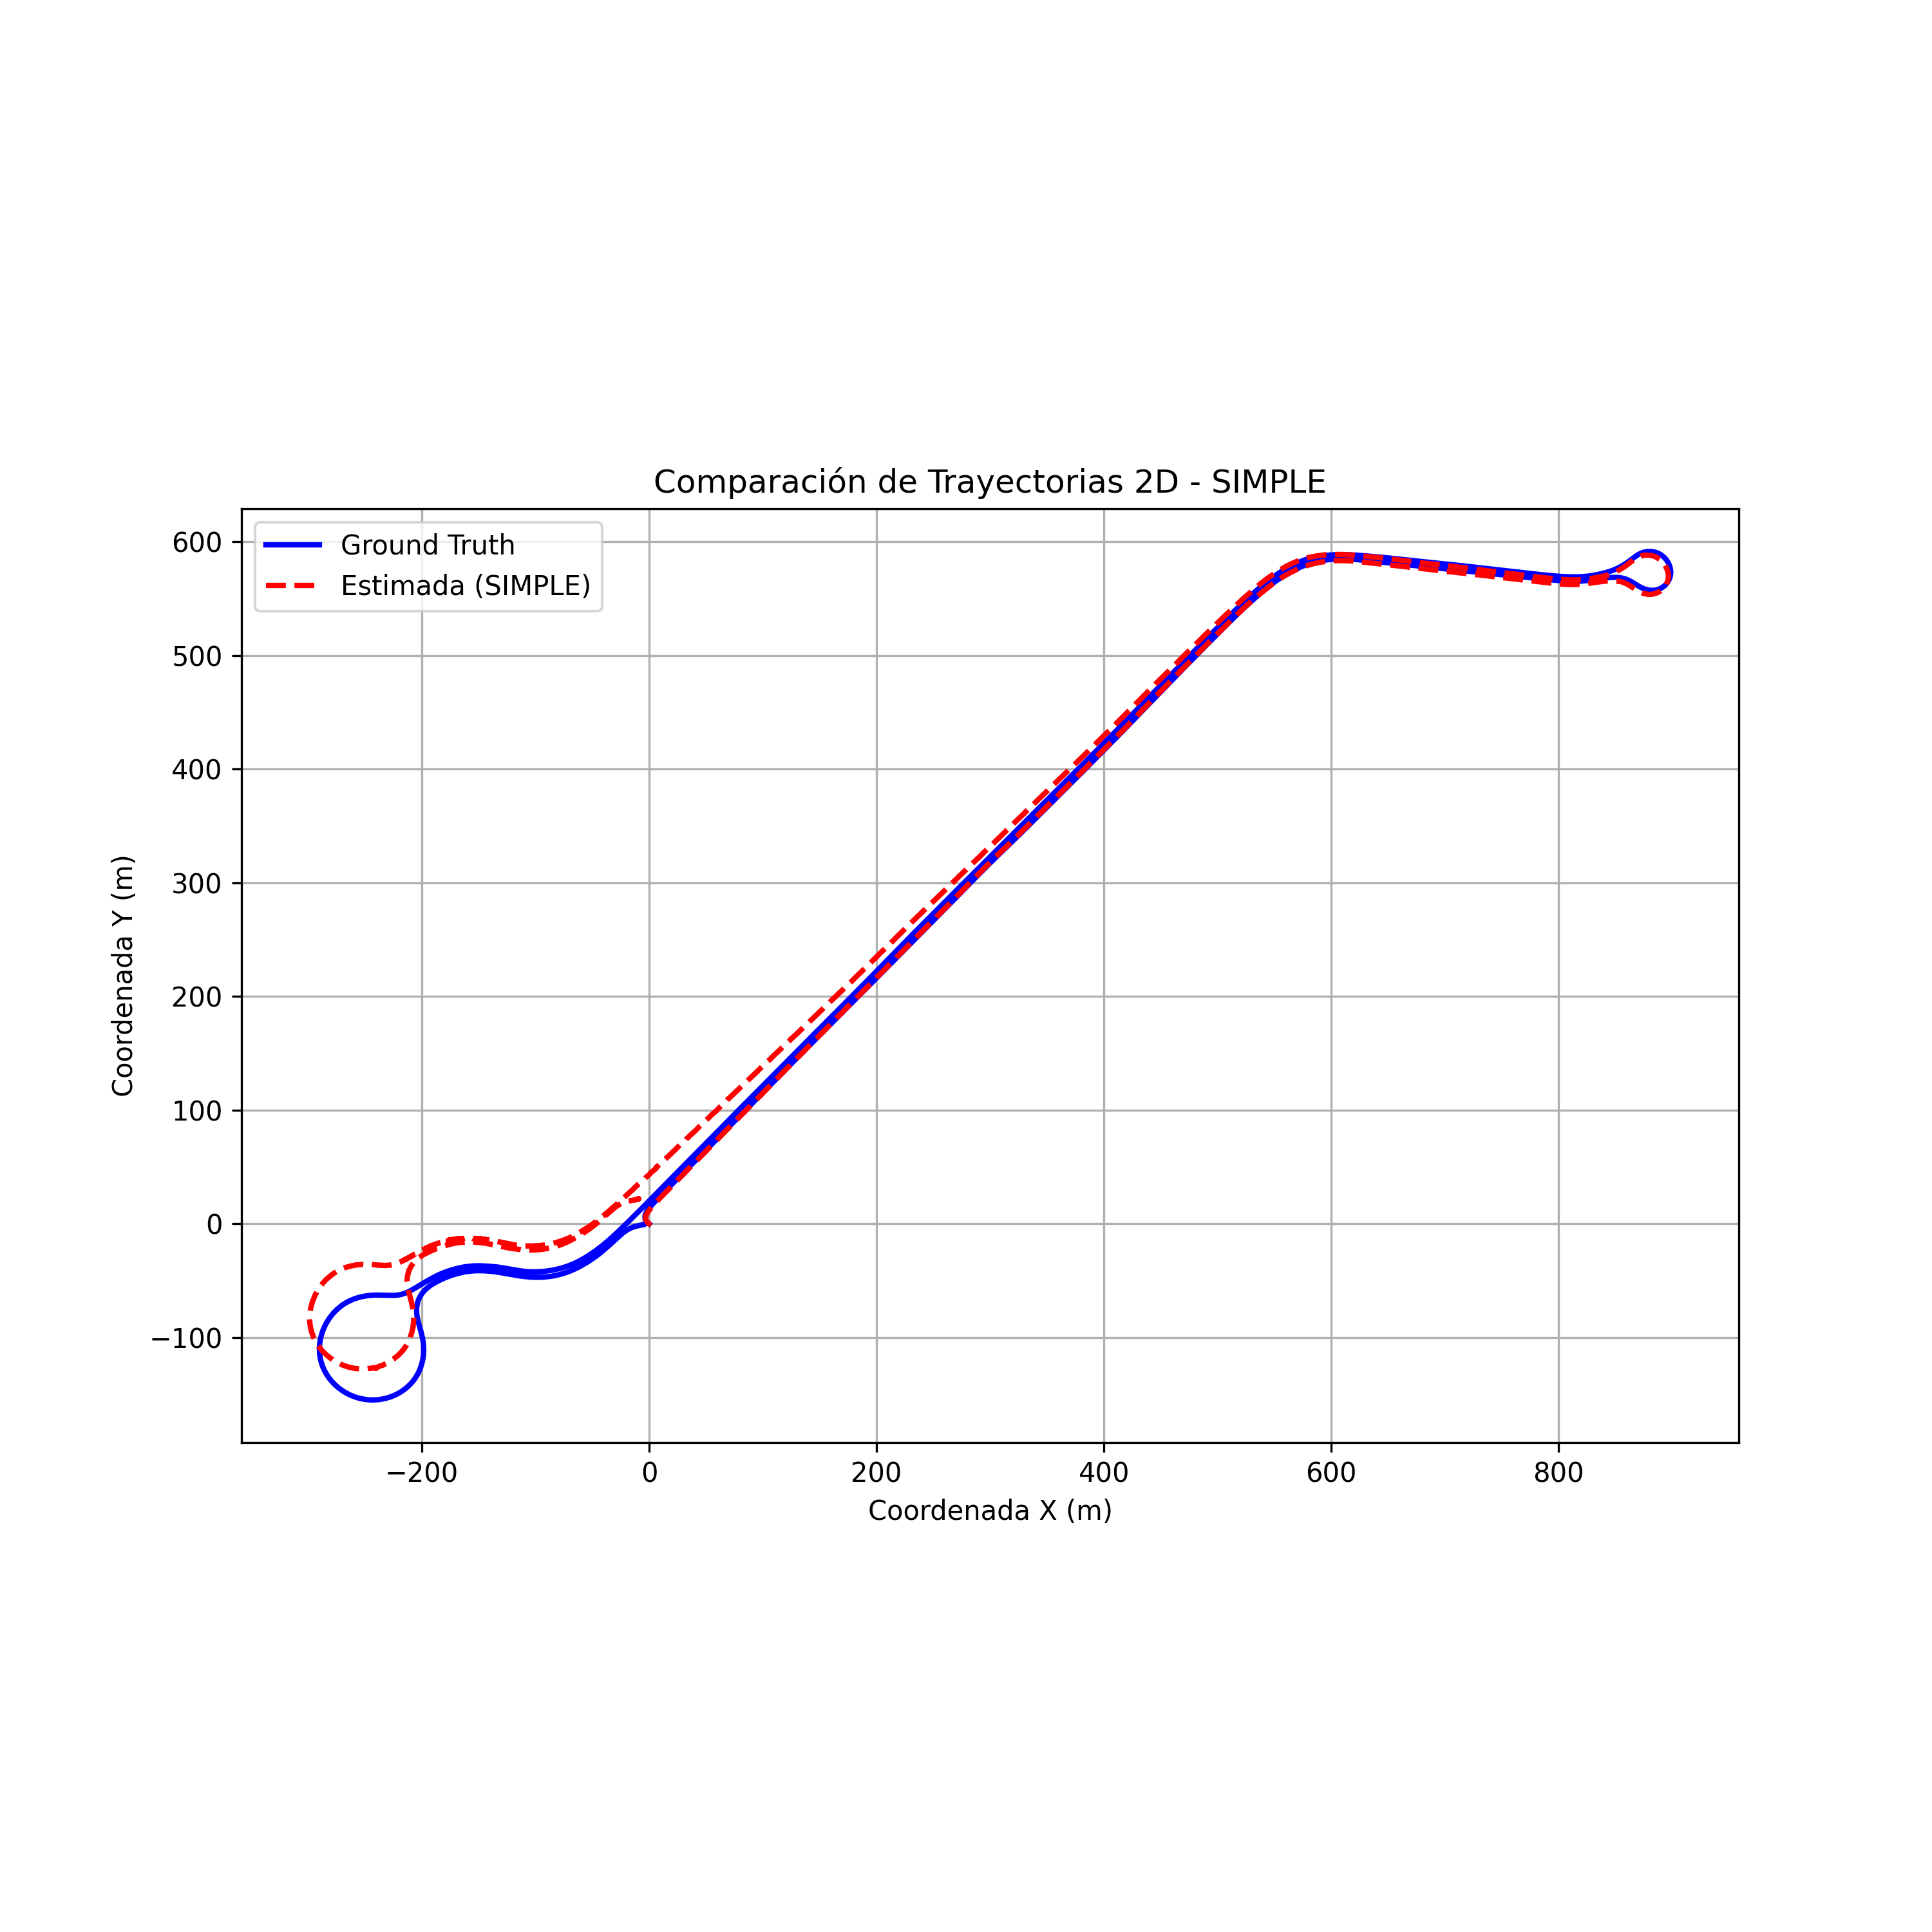 Comparación de Trayectorias 2D - SIMPLE
Ground Truth
Estimada (SIMPLE)
600
500
400
300
200
100
0
−100
Coordenada Y (m)
−200
0
200
400
600
800
Coordenada X (m)